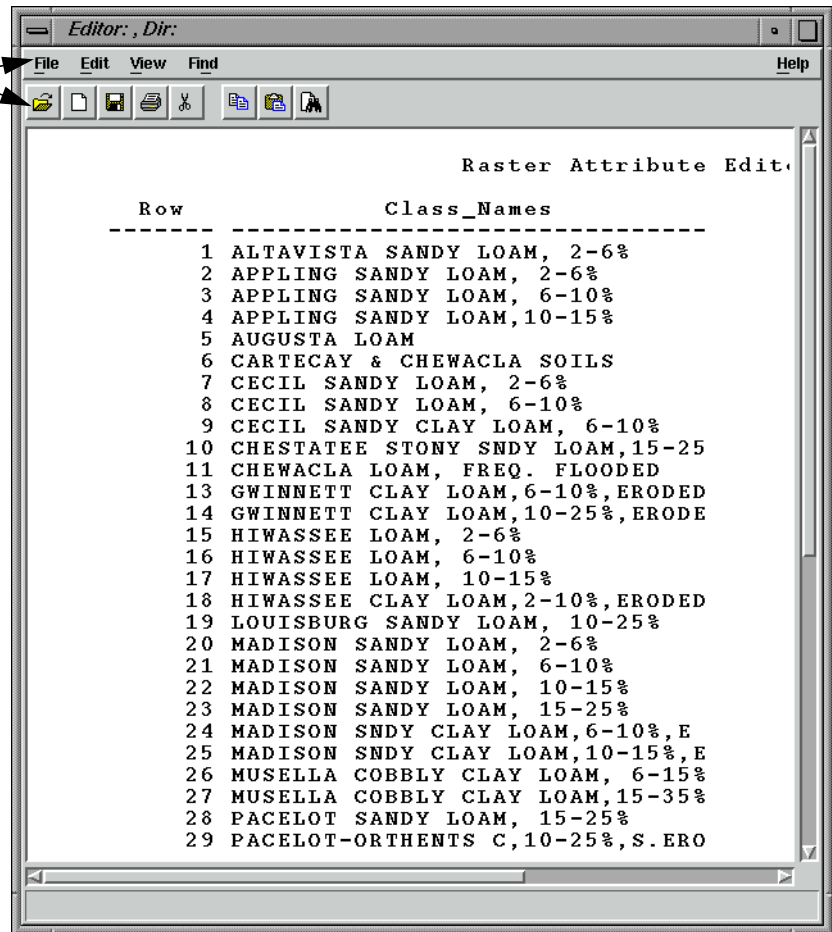 Editor: , Dir:
File Edit View Find Help
Raster Attribute Edit
Row Class_Names
------- ----------------------------------
1 ALTAVISTA SANDY LOAM, 2-6%
2 APPLING SANDY LOAM, 2-6%
3 APPLING SANDY LOAM, 6-10%
4 APPLING SANDY LOAM,10-15%
5 AUGUSTA LOAM
6 CARTECAY & CHEWACLA SOILS
7 CECIL SANDY LOAM, 2-6%
8 CECIL SANDY LOAM, 6-10%
9 CECIL SANDY CLAY LOAM, 6-10%
10 CHESTATEE STONY SNDY LOAM,15-25
11 CHEWACLA LOAM, FREQ. FLOODED
13 GWINNETT CLAY LOAM,6-10%,ERODED
14 GWINNETT CLAY LOAM,10-25%,ERODE
15 HIWASSEE LOAM, 2-6%
16 HIWASSEE LOAM, 6-10%
17 HIWASSEE LOAM, 10-15%
18 HIWASSEE CLAY LOAM,2-10%,ERODED
19 LOUISBURG SANDY LOAM, 10-25%
20 MADISON SANDY LOAM, 2-6%
21 MADISON SANDY LOAM, 6-10%
22 MADISON SANDY LOAM, 10-15%
23 MADISON SANDY LOAM, 15-25%
24 MADISON SNDY CLAY LOAM,6-10%,E
25 MADISON SNDY CLAY LOAM,10-15%,E
26 MUSELLA COBBLY CLAY LOAM, 6-15%
27 MUSELLA COBBLY CLAY LOAM,15-35%
28 PACELOT SANDY LOAM, 15-25%
29 PACELOT-ORTHENTS C,10-25%,S.ERO